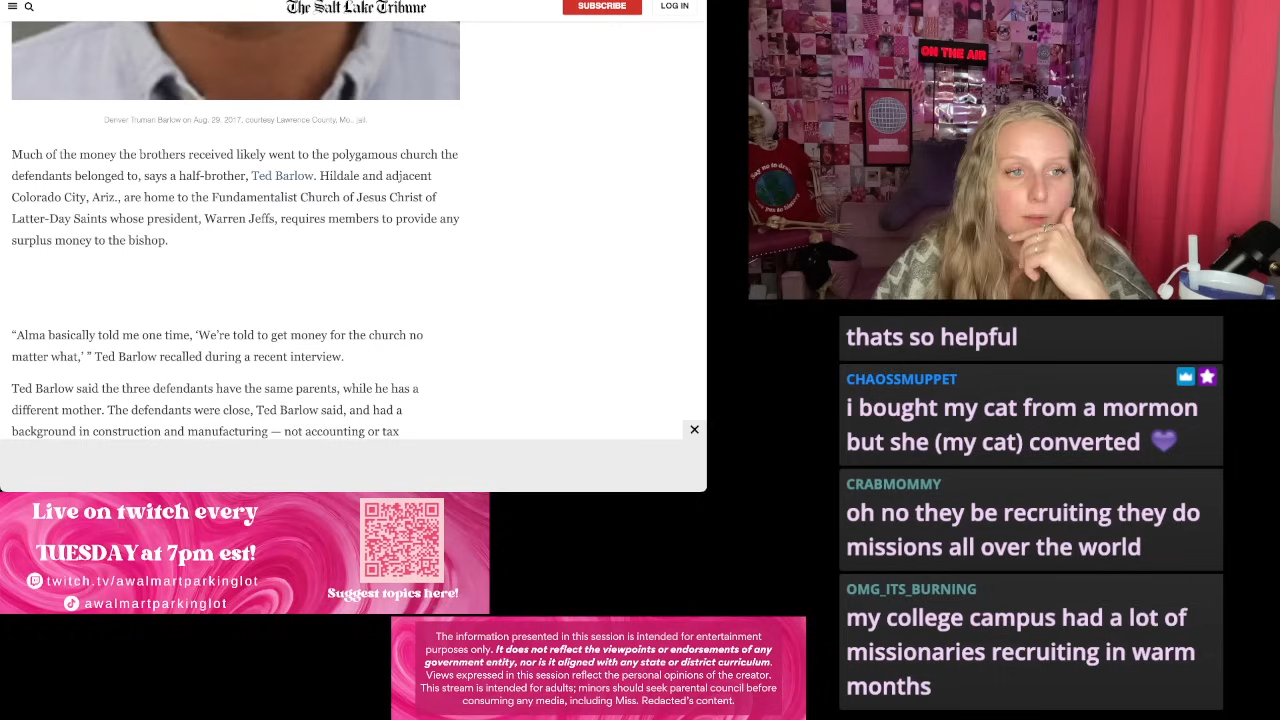 The Salt Lake Tribune
SUBSCRIBE
LOG IN
Denver Truman Barlow on Aug. 29, 2017, courtesy Lawrence County, Mo., jail.
Much of the money the brothers received likely went to the polygamous church the
defendants belonged to, says a half-brother, Ted Barlow. Hildale and adjacent
Colorado City, Ariz., are home to the Fundamentalist Church of Jesus Christ of
Latter-Day Saints whose president, Warren Jeffs, requires members to provide any
surplus money to the bishop.
“Alma basically told me one time, ‘We’re told to get money for the church no
matter what,’ ” Ted Barlow recalled during a recent interview.
Ted Barlow said the three defendants have the same parents, while he has a
different mother. The defendants were close, Ted Barlow said, and had a
background in construction and manufacturing — not accounting or tax
Live on twitch every
TUESDAY at 7pm est!
twitch.tv/awalmartparkinglot
awalmartparkinglot
Suggest topics here!
The information presented in this session is intended for entertainment
purposes only. It does not reflect the viewpoints or endorsements of any
government entity, nor is it aligned with any state or district curriculum.
Views expressed in this session reflect the personal opinions of the creator.
This stream is intended for adults; minors should seek parental council before
consuming any media, including Miss. Redacted's content.
ON THE AIR
thats so helpful
CHAOSSMUPPET
i bought my cat from a mormon
but she (my cat) converted
CRABMOMMY
oh no they be recruiting they do
missions all over the world
OMG_ITS_BURNING
my college campus had a lot of
missionaries recruiting in warm
months